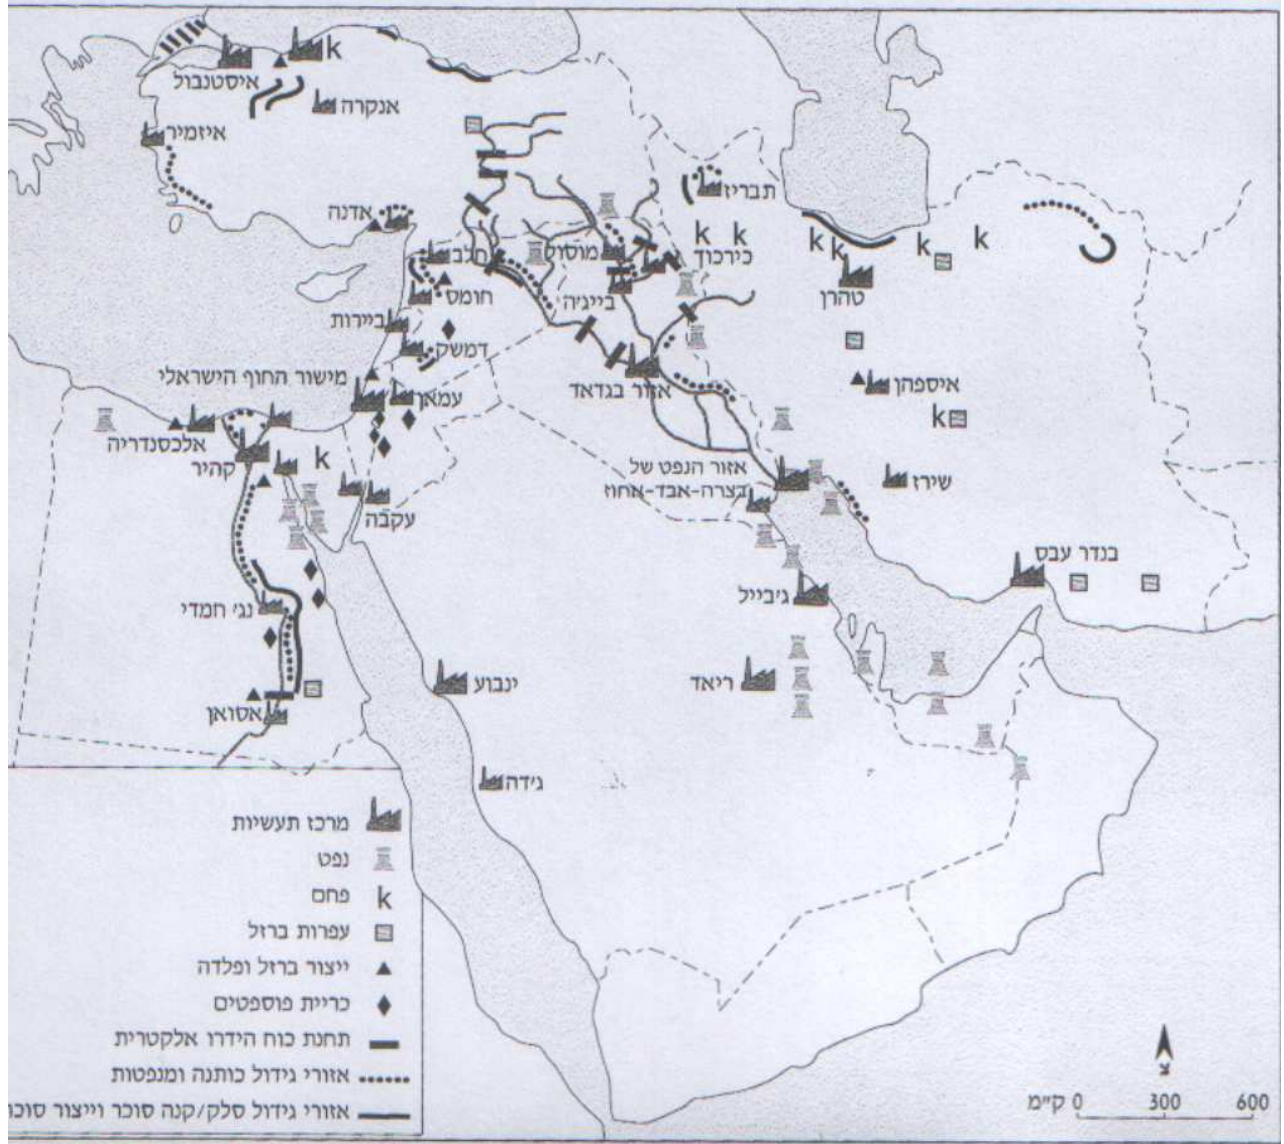 k
איסטנבול
אנקרה
איזמיר
תבריז
אדנה
k k
k
k
k
k
כירכוך
מוסול
חלב
טהרן
בייג׳ה
חומס
ביירות
דמשק
מישור החוף הישראלי
איספהן
אזור בגדאד
עמאן
k
אלכסנדריה
קהיר
k
אזור הנפט של
בצרה-אבד-אחוז
שירז
עקבה
בנדר עבס
ג׳בייל
נג׳ חמדי
ינבוע
ריאד
אסואן
ג׳דה
מרכז תעשיות
נפט
פחם k
עפרות ברזל
ייצור ברזל ופלדה
כריית פוספטים
תחנת כוח הידרו אלקטרית
אזורי גידול כותנה ומנפטות
אזורי גידול סלק/קנה סוכר וייצור סוכר
צ
ק״מ 0 300 600